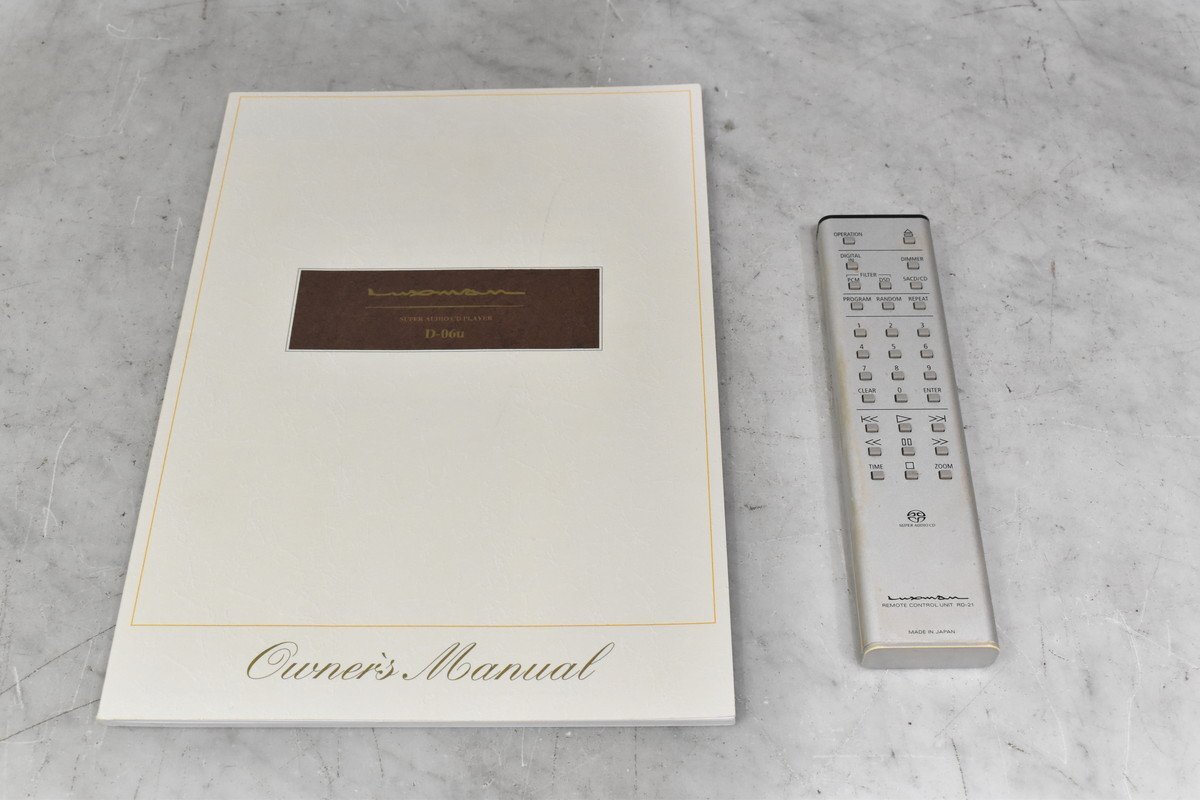 LUXMAN
SUPER AUDIO CD PLAYER
D-06u
Owner's Manual
OPERATION
DIGITAL IN
DIMMER
FILTER
PCM DSD SACD/CD
PROGRAM RANDOM REPEAT
1 2 3
4 5 6
7 8 9
CLEAR 0 ENTER
TIME ZOOM
SUPER AUDIO CD
LUXMAN
REMOTE CONTROL UNIT RD-21
MADE IN JAPAN